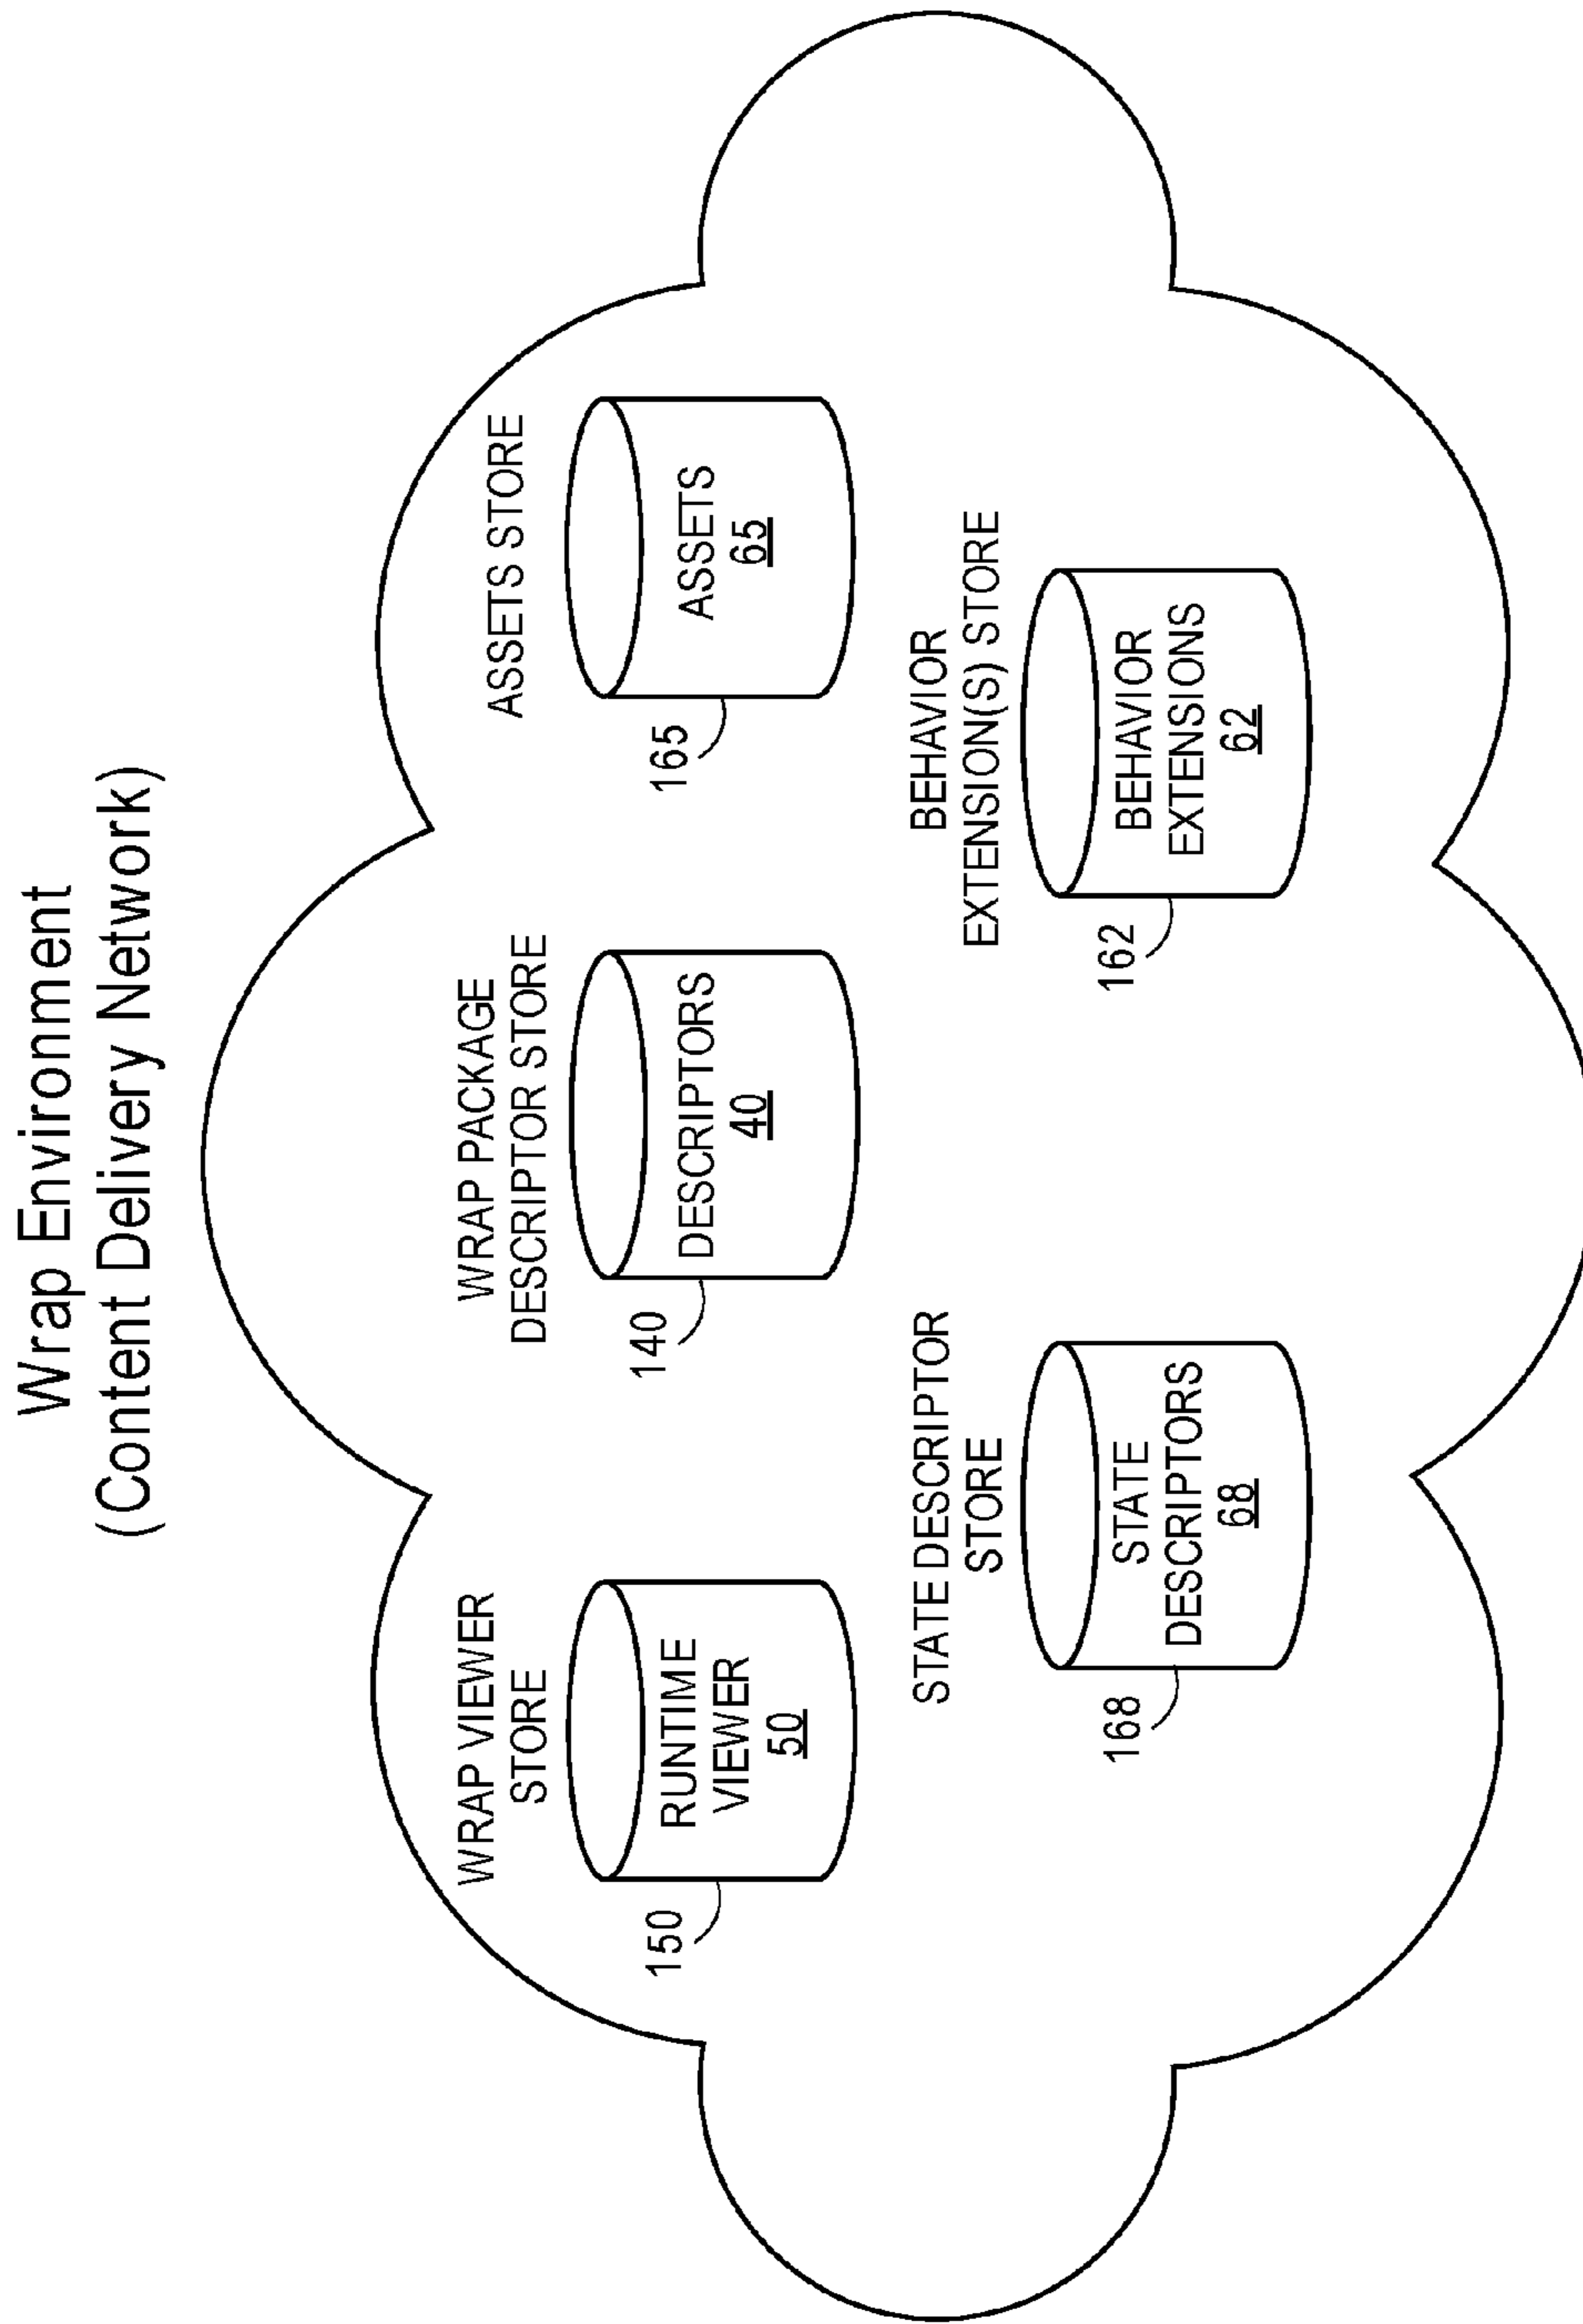 Wrap Environment
(Content Delivery Network)
WRAP VIEWER
STORE
150
RUNTIME
VIEWER
50
WRAP PACKAGE
DESCRIPTOR STORE
140
DESCRIPTORS
40
ASSETS STORE
165
ASSETS
65
STATE DESCRIPTOR
STORE
168
STATE
DESCRIPTORS
68
BEHAVIOR
EXTENSION(S) STORE
162
BEHAVIOR
EXTENSIONS
62